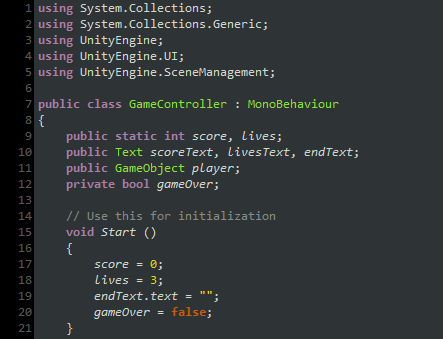 1 using System.Collections;
2 using System.Collections.Generic;
3 using UnityEngine;
4 using UnityEngine.UI;
5 using UnityEngine.SceneManagement;
6
7 public class GameController : MonoBehaviour
8 {
9     public static int score, lives;
10     public Text scoreText, livesText, endText;
11     public GameObject player;
12     private bool gameOver;
13
14     // Use this for initialization
15     void Start ()
16     {
17         score = 0;
18         lives = 3;
19         endText.text = "";
20         gameOver = false;
21     }